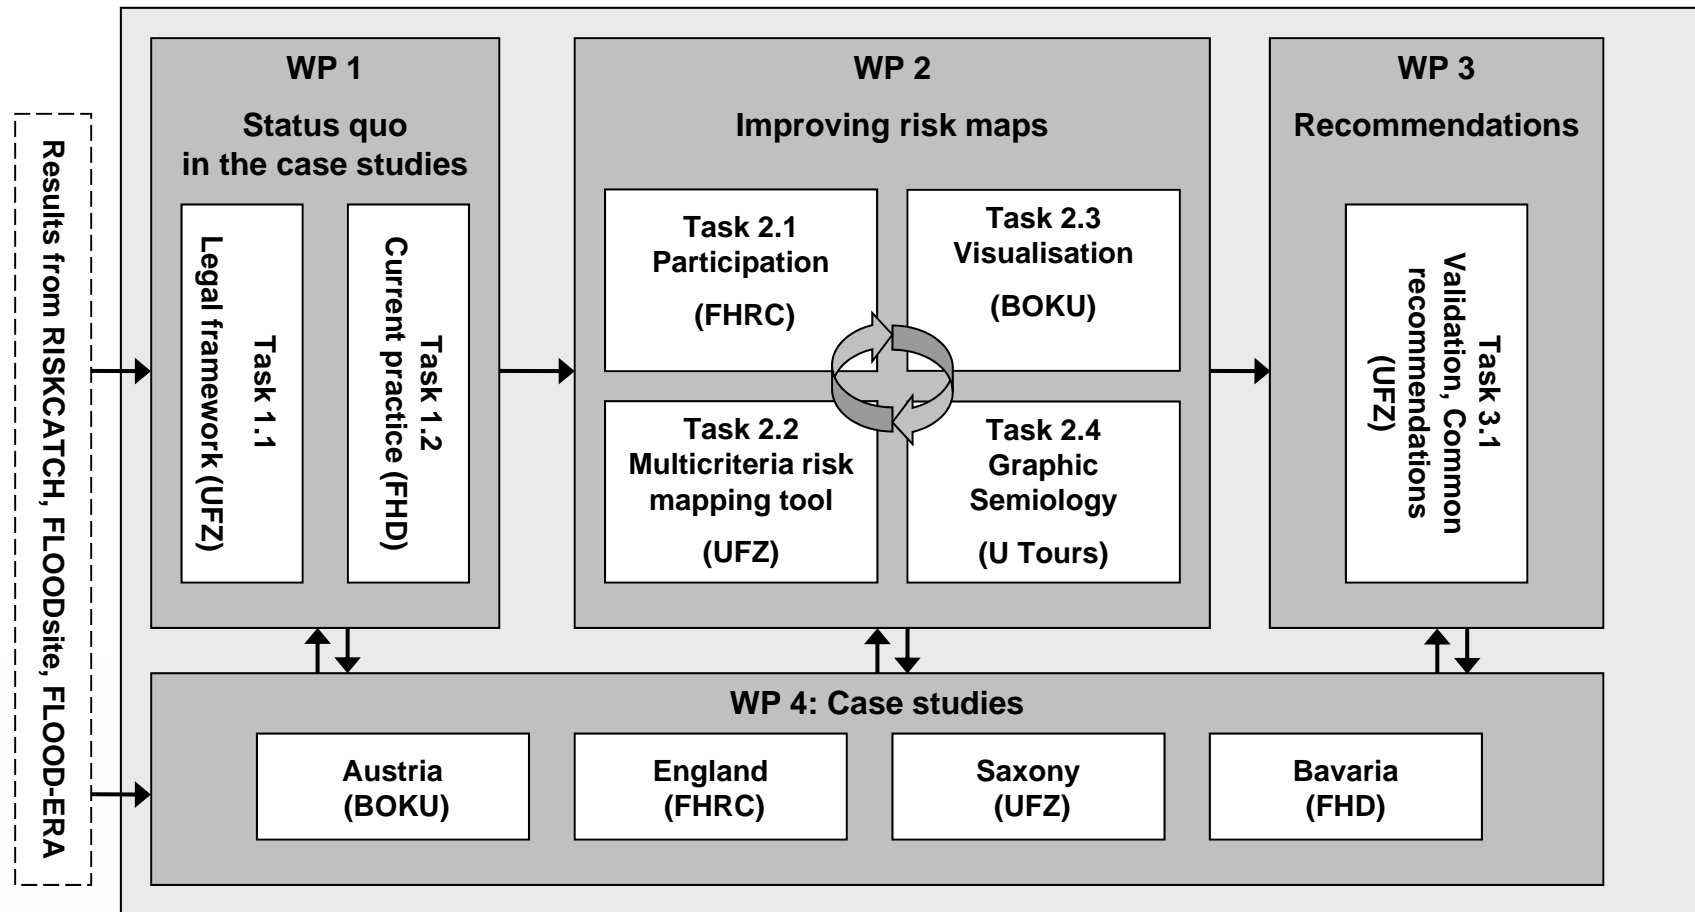 Results from RISKCATCH, FLOODsite, FLOOD-ERA
WP 1
Status quo
in the case studies
Task 1.1
Legal framework (UFZ)
Task 1.2
Current practice (FHD)
WP 2
Improving risk maps
Task 2.1
Participation
(FHRC)
Task 2.3
Visualisation
(BOKU)
Task 2.2
Multicriteria risk
mapping tool
(UFZ)
Task 2.4
Graphic
Semiology
(U Tours)
WP 3
Recommendations
Task 3.1
Validation, Common
recommendations
(UFZ)
WP 4: Case studies
Austria
(BOKU)
England
(FHRC)
Saxony
(UFZ)
Bavaria
(FHD)